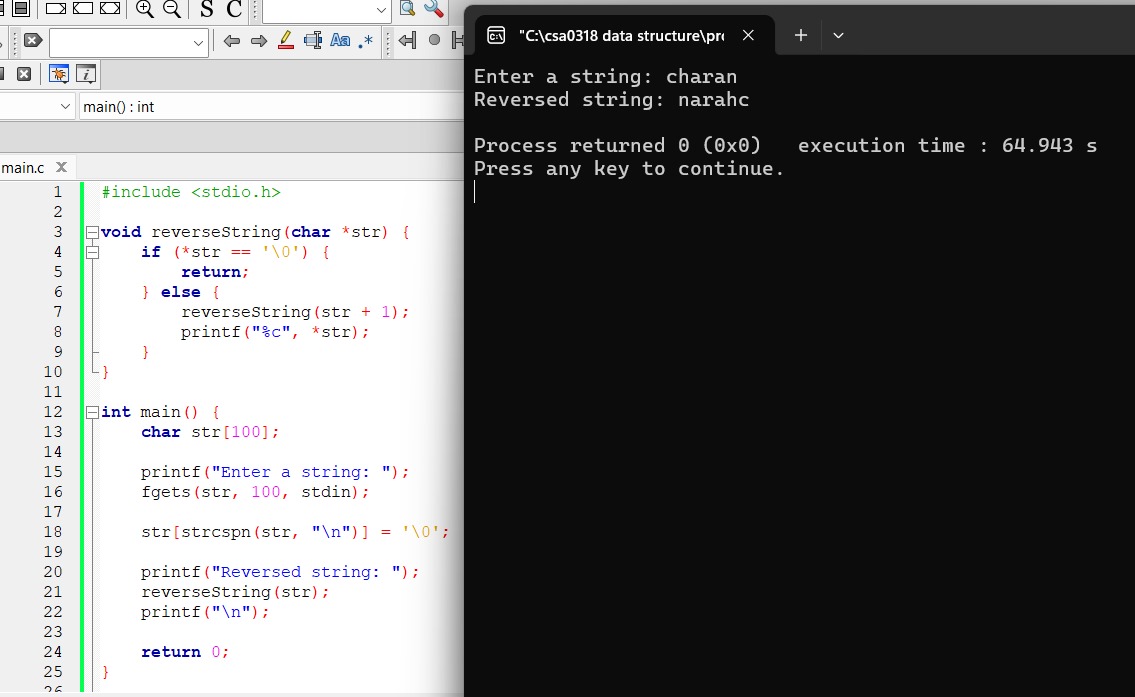 S C
Aa .*
main() : int
main.c
1 #include <stdio.h>
2
3 void reverseString(char *str) {
4     if (*str == '\0') {
5         return;
6     } else {
7         reverseString(str + 1);
8         printf("%c", *str);
9     }
10 }
11
12 int main() {
13     char str[100];
14
15     printf("Enter a string: ");
16     fgets(str, 100, stdin);
17
18     str[strcspn(str, "\n")] = '\0';
19
20     printf("Reversed string: ");
21     reverseString(str);
22     printf("\n");
23
24     return 0;
25 }
26
"C:\csa0318 data structure\pr
Enter a string: charan
Reversed string: narahc

Process returned 0 (0x0)   execution time : 64.943 s
Press any key to continue.